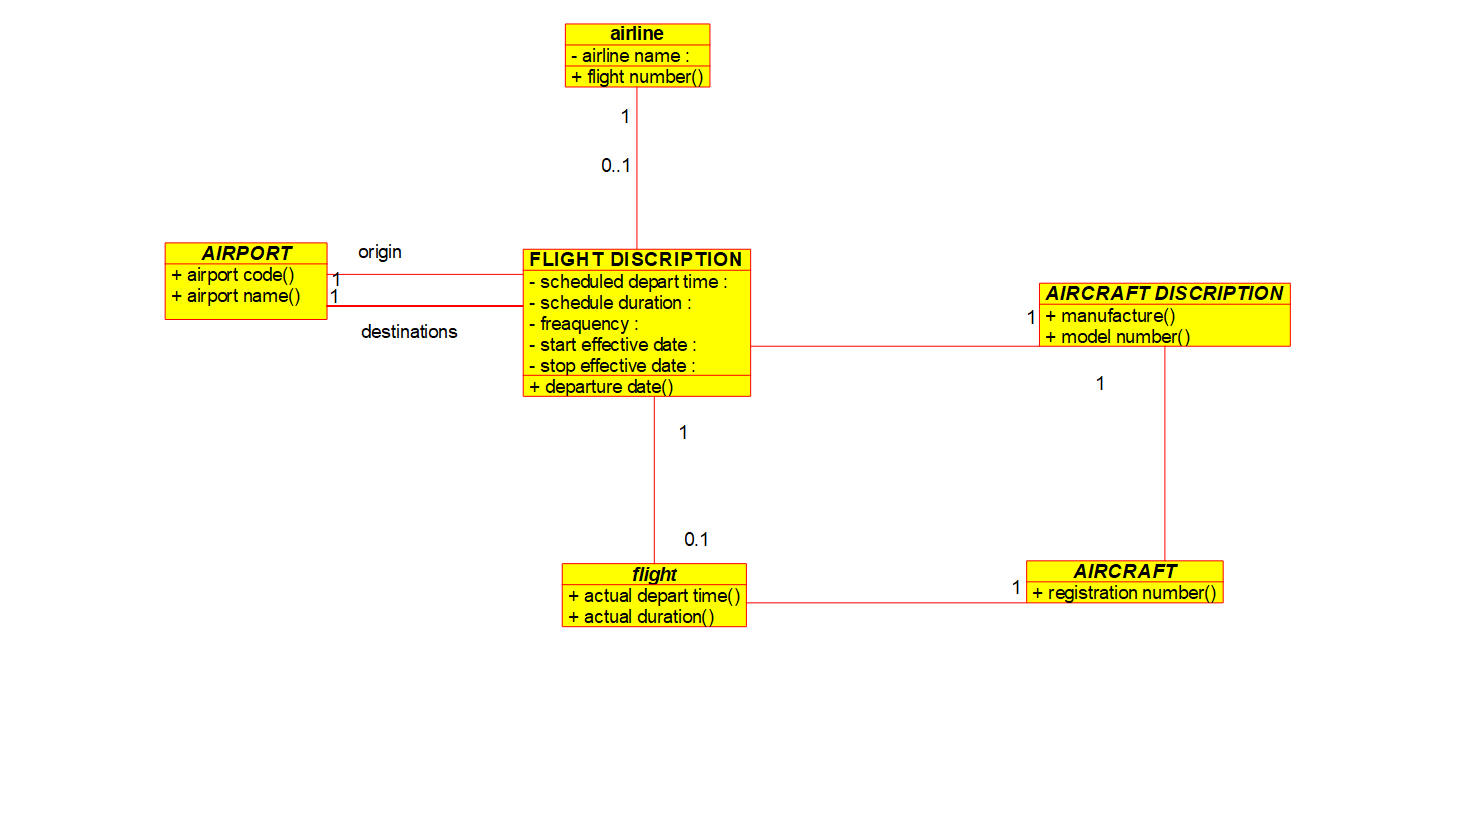 airline
- airline name :
+ flight number()
1
0..1
AIRPORT
+ airport code()
+ airport name()
origin
1
1
destinations
FLIGHT DISCRIPTION
- scheduled depart time :
- schedule duration :
- freaquency :
- start effective date :
- stop effective date :
+ departure date()
AIRCRAFT DISCRIPTION
+ manufacture()
+ model number()
1
1
1
0.1
flight
+ actual depart time()
+ actual duration()
1
AIRCRAFT
+ registration number()